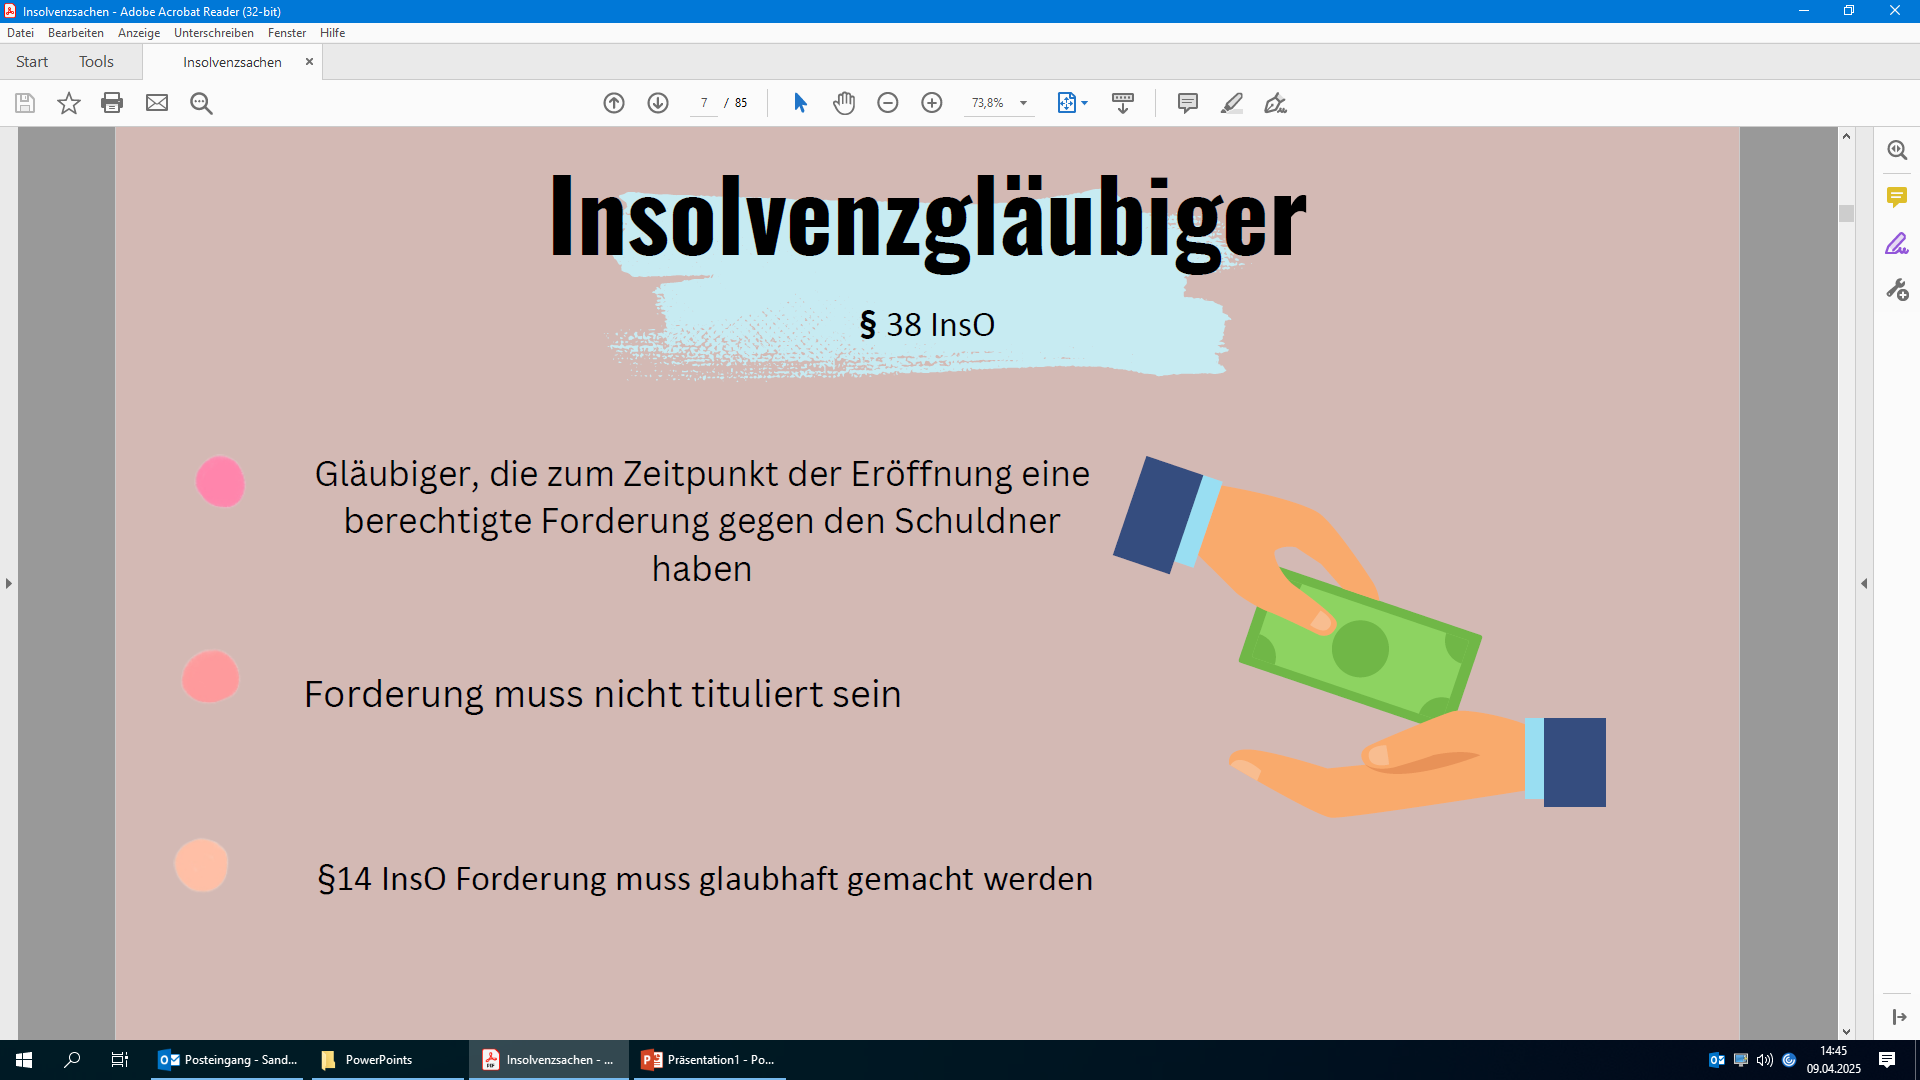 Insolvenzsachen - Adobe Acrobat Reader (32-bit)
Datei Bearbeiten Anzeige Unterschreiben Fenster Hilfe
Start Tools Insolvenzsachen
7 / 85 73,8%
Insolvenzgläubiger
§ 38 InsO
Gläubiger, die zum Zeitpunkt der Eröffnung eine
berechtigte Forderung gegen den Schuldner
haben
Forderung muss nicht tituliert sein
§14 InsO Forderung muss glaubhaft gemacht werden
Posteingang - Sand... PowerPoints Insolvenzsachen - ... Präsentation1 - Po...
14:45
09.04.2025